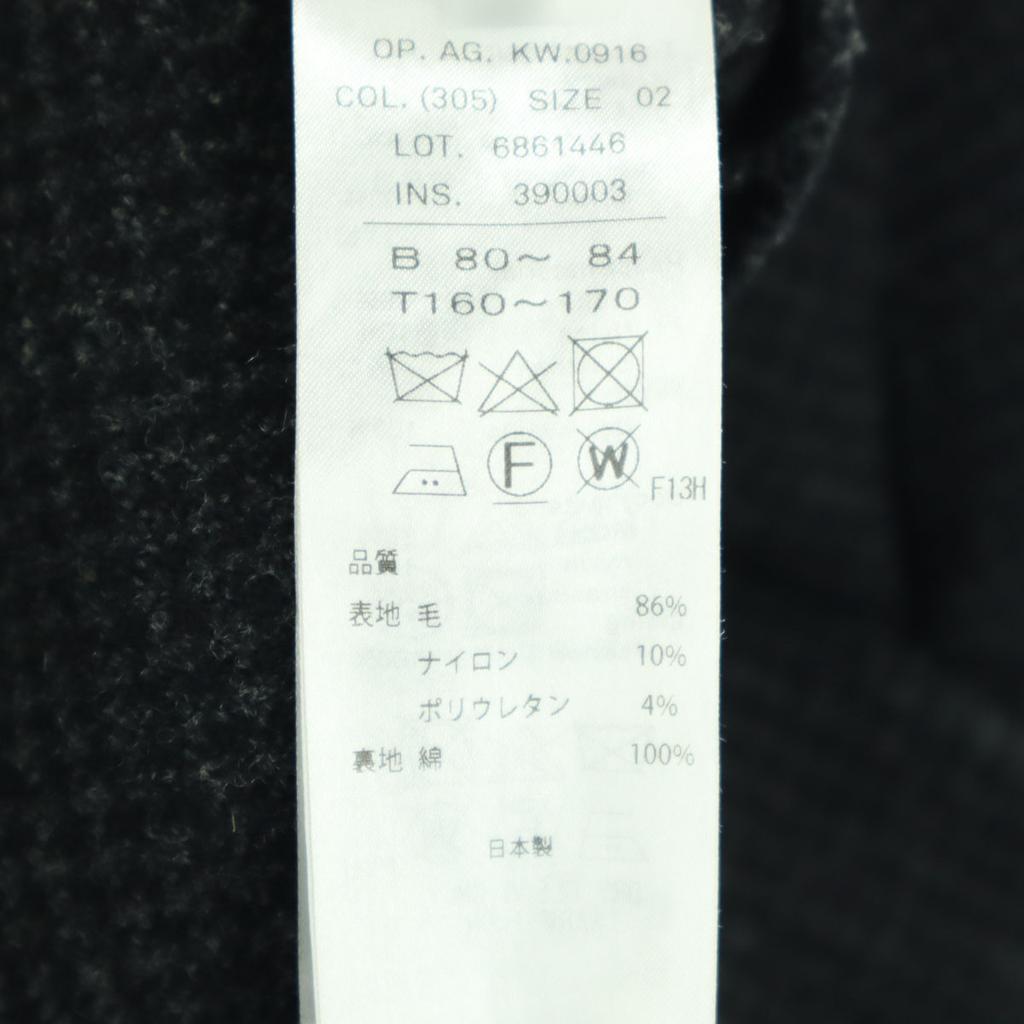 OP. AG. KW.0916
COL. (305) SIZE 02
LOT. 6861446
INS. 390003
B 80～ 84
T160～170
F W F13H
品質
表地 毛 86%
ナイロン 10%
ポリウレタン 4%
裏地 綿 100%
日本製